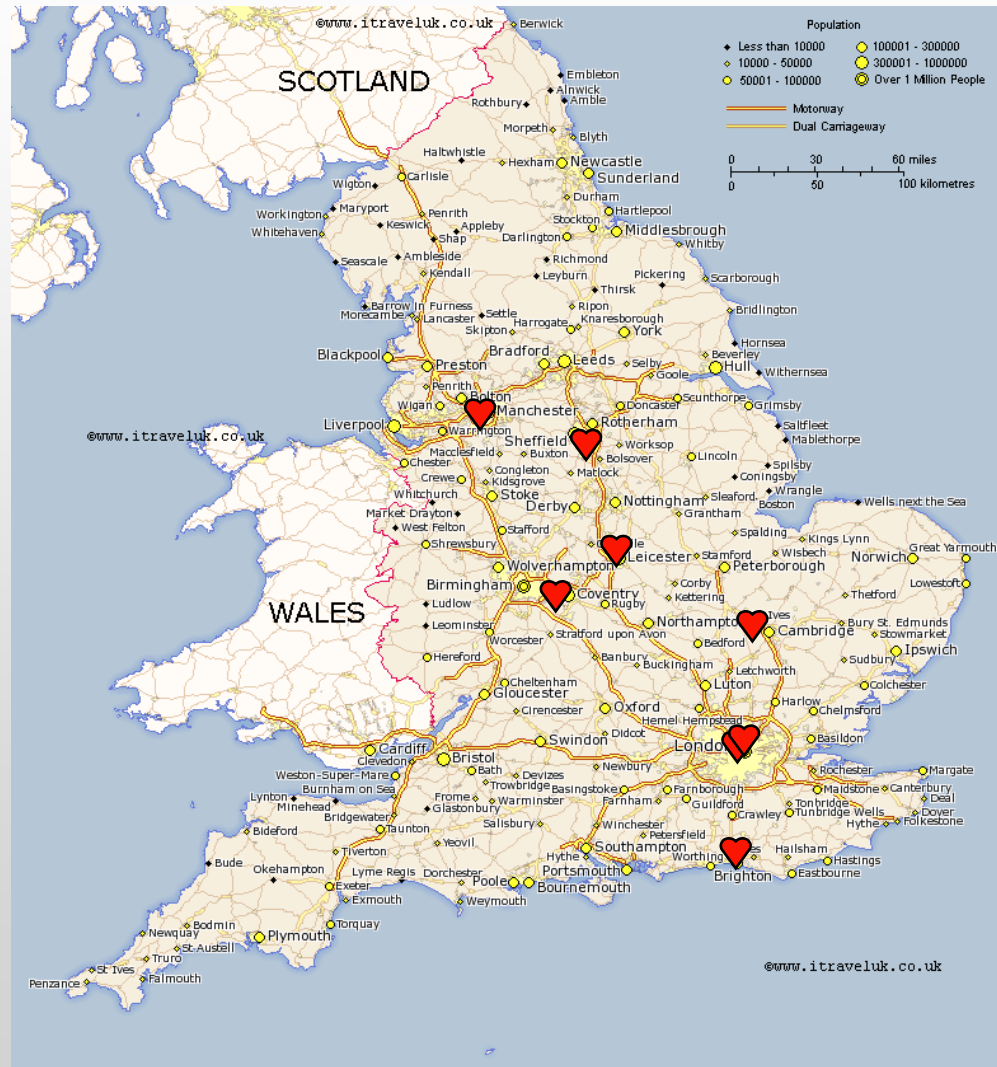 ©www.itraveluk.co.uk
Berwick
Population
Less than 10000
100001 - 300000
10000 - 50000
300001 - 1000000
50001 - 100000
Over 1 Million People
Motorway
Dual Carriageway
0 30 60 miles
0 50 100 kilometres
SCOTLAND
Embleton
Alnwick
Amble
Rothbury
Morpeth
Blyth
Haltwhistle
Hexham
Newcastle
Carlisle
Sunderland
Wigton
Durham
Maryport
Workington
Penrith
Hartlepool
Stockton
Keswick
Appleby
Whitehaven
Shap
Darlington
Middlesbrough
Whitby
Ambleside
Seascale
Richmond
Kendall
Leyburn
Pickering
Scarborough
Thirsk
Barrow In Furness
Ripon
Morecambe
Lancaster
Settle
Bridlington
Harrogate
Knaresborough
Skipton
York
Hornsea
Blackpool
Preston
Bradford
Leeds
Selby
Beverley
Hull
Goole
Withernsea
Penrith
Bolton
Scunthorpe
Wigan
Manchester
Doncaster
Grimsby
Liverpool
Warrington
Rotherham
Saltfleet
©www.itraveluk.co.uk
Sheffield
Worksop
Mablethorpe
Macclesfield
Buxton
Bolsover
Lincoln
Chester
Congleton
Matlock
Spilsby
Crewe
Kidsgrove
Coningsby
Whitchurch
Stoke
Wrangle
Sleaford
Boston
Wells next the Sea
Market Drayton
Derby
Nottingham
Grantham
West Felton
Stafford
Spalding
Kings Lynn
Shrewsbury
Leicester
Stamford
Wisbech
Norwich
Great Yarmouth
Wolverhampton
Peterborough
Birmingham
Corby
Lowestoft
Coventry
Kettering
Thetford
WALES
Ludlow
Rugby
Leominster
Northampton
Ives
Bury St. Edmunds
Worcester
Stratford upon Avon
Cambridge
Stowmarket
Bedford
Hereford
Banbury
Ipswich
Buckingham
Sudbury
Letchworth
Cheltenham
Luton
Colchester
Gloucester
Harlow
Cirencester
Oxford
Hemel Hempstead
Chelmsford
Didcot
Cardiff
Swindon
London
Basildon
Clevedon
Bristol
Newbury
Rochester
Margate
Weston-Super-Mare
Bath
Devizes
Burnham on Sea
Trowbridge
Basingstoke
Farnborough
Maidstone
Canterbury
Lynton
Frome
Warminster
Farnham
Guildford
Tonbridge
Deal
Minehead
Glastonbury
Tunbridge Wells
Dover
Bridgewater
Salisbury
Winchester
Crawley
Hythe
Folkestone
Bideford
Taunton
Petersfield
Yeovil
Southampton
Tiverton
Hythe
Worthing
Hailsham
Hastings
Bude
Okehampton
Lyme Regis
Dorchester
Portsmouth
Brighton
Eastbourne
Exeter
Poole
Bournemouth
Exmouth
Weymouth
Torquay
Bodmin
Newquay
Plymouth
St Austell
Truro
St Ives
Falmouth
Penzance
©www.itraveluk.co.uk